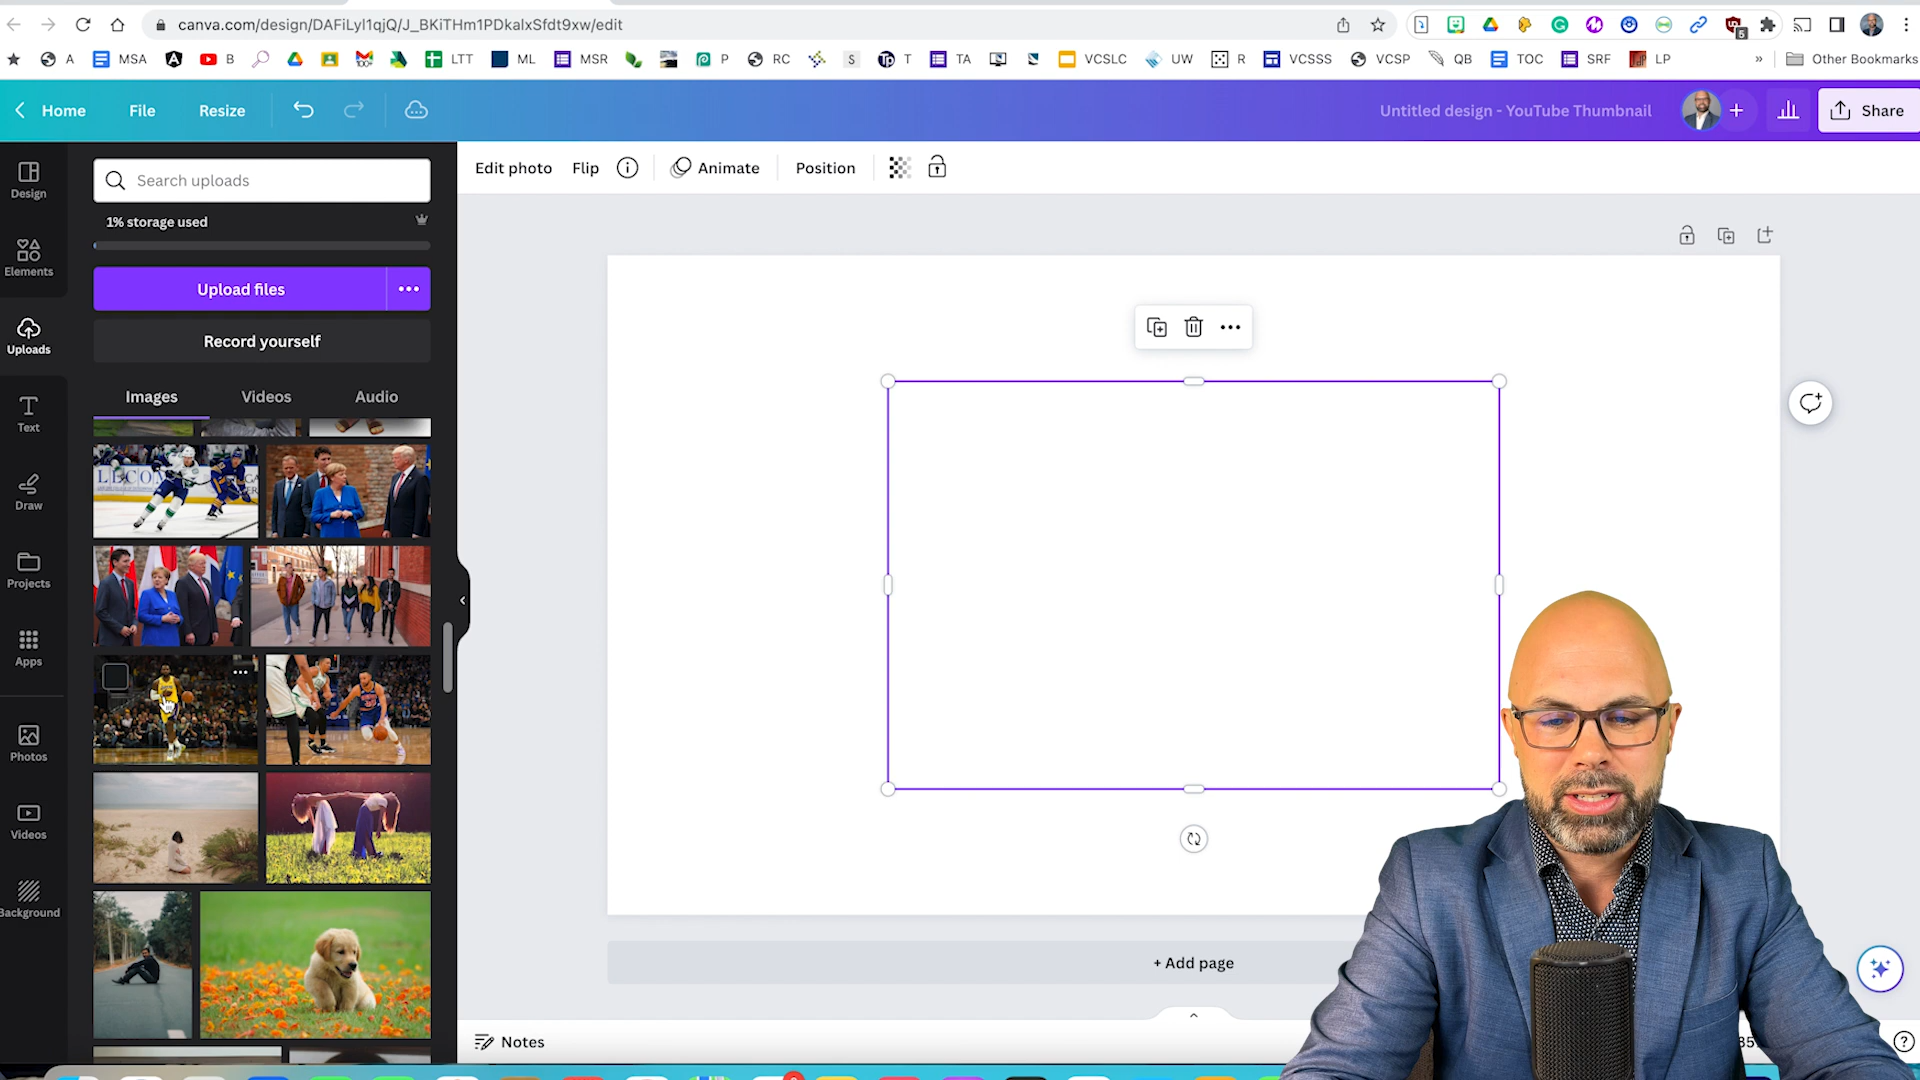 canva.com/design/DAFiLyl1qjQ/J_BKiTHm1PDkalxSfdt9xw/edit
5
A MSA B LTT ML MSR P RC S T TA VCSLC UW R VCSSS VCSP QB TOC SRF LP » Other Bookmarks
Home File Resize Untitled design - YouTube Thumbnail + Share
Search uploads
Edit photo Flip Animate Position
Design
1% storage used
Elements
Upload files
Uploads
Record yourself
Images Videos Audio
Text
LECOM
Draw
Projects
Apps
Photos
Videos
Background
+ Add page
Notes
?